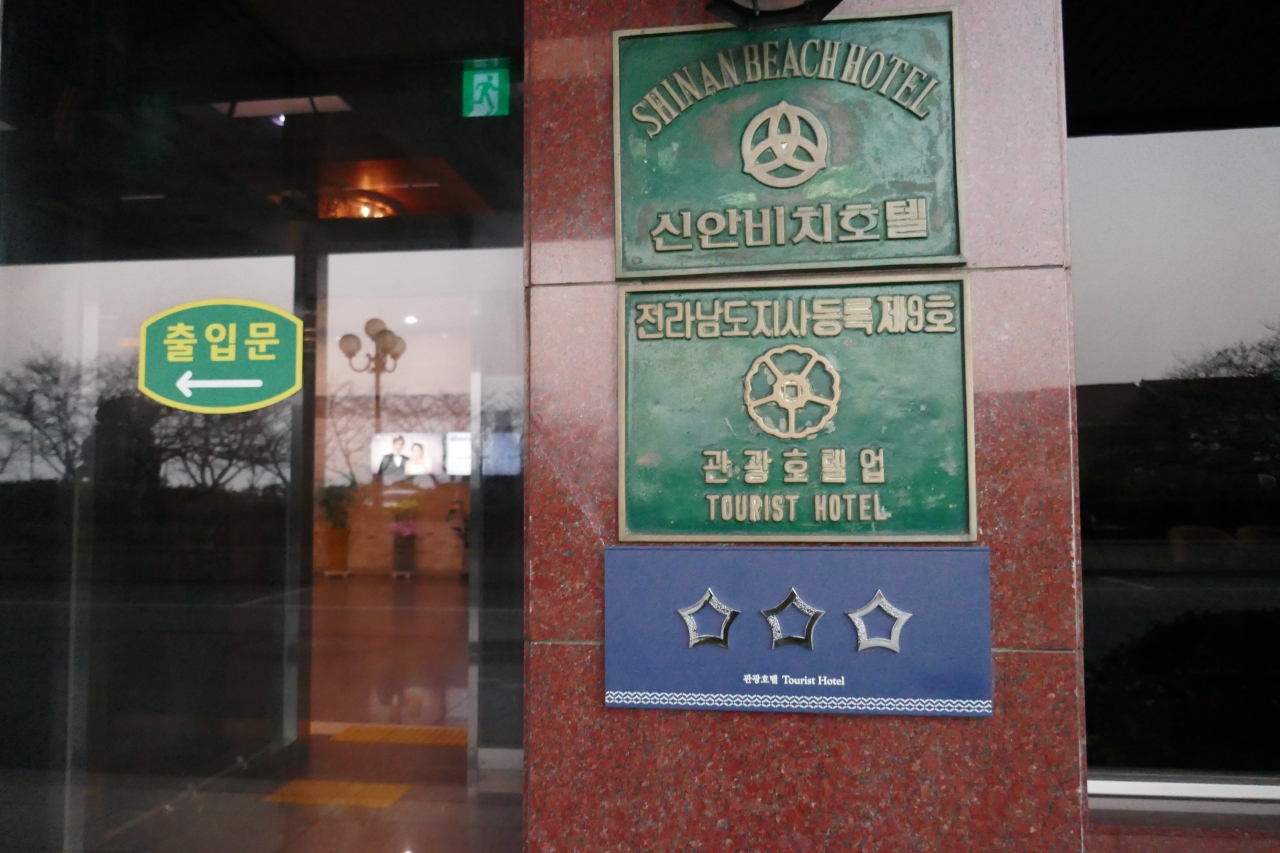 출입문
SHINAN BEACH HOTEL
신안비치호텔
전라남도지사등록제9호
관광호텔업
TOURIST HOTEL
관광호텔 Tourist Hotel